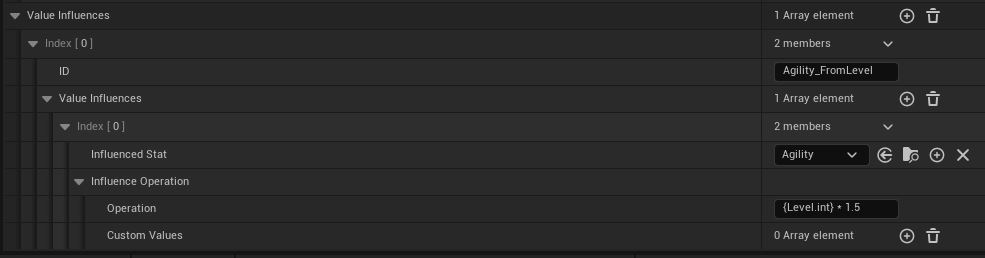 Value Influences 1 Array element
Index [ 0 ] 2 members
ID Agility_FromLevel
Value Influences 1 Array element
Index [ 0 ] 2 members
Influenced Stat Agility
Influence Operation
Operation {Level.int} * 1.5
Custom Values 0 Array element